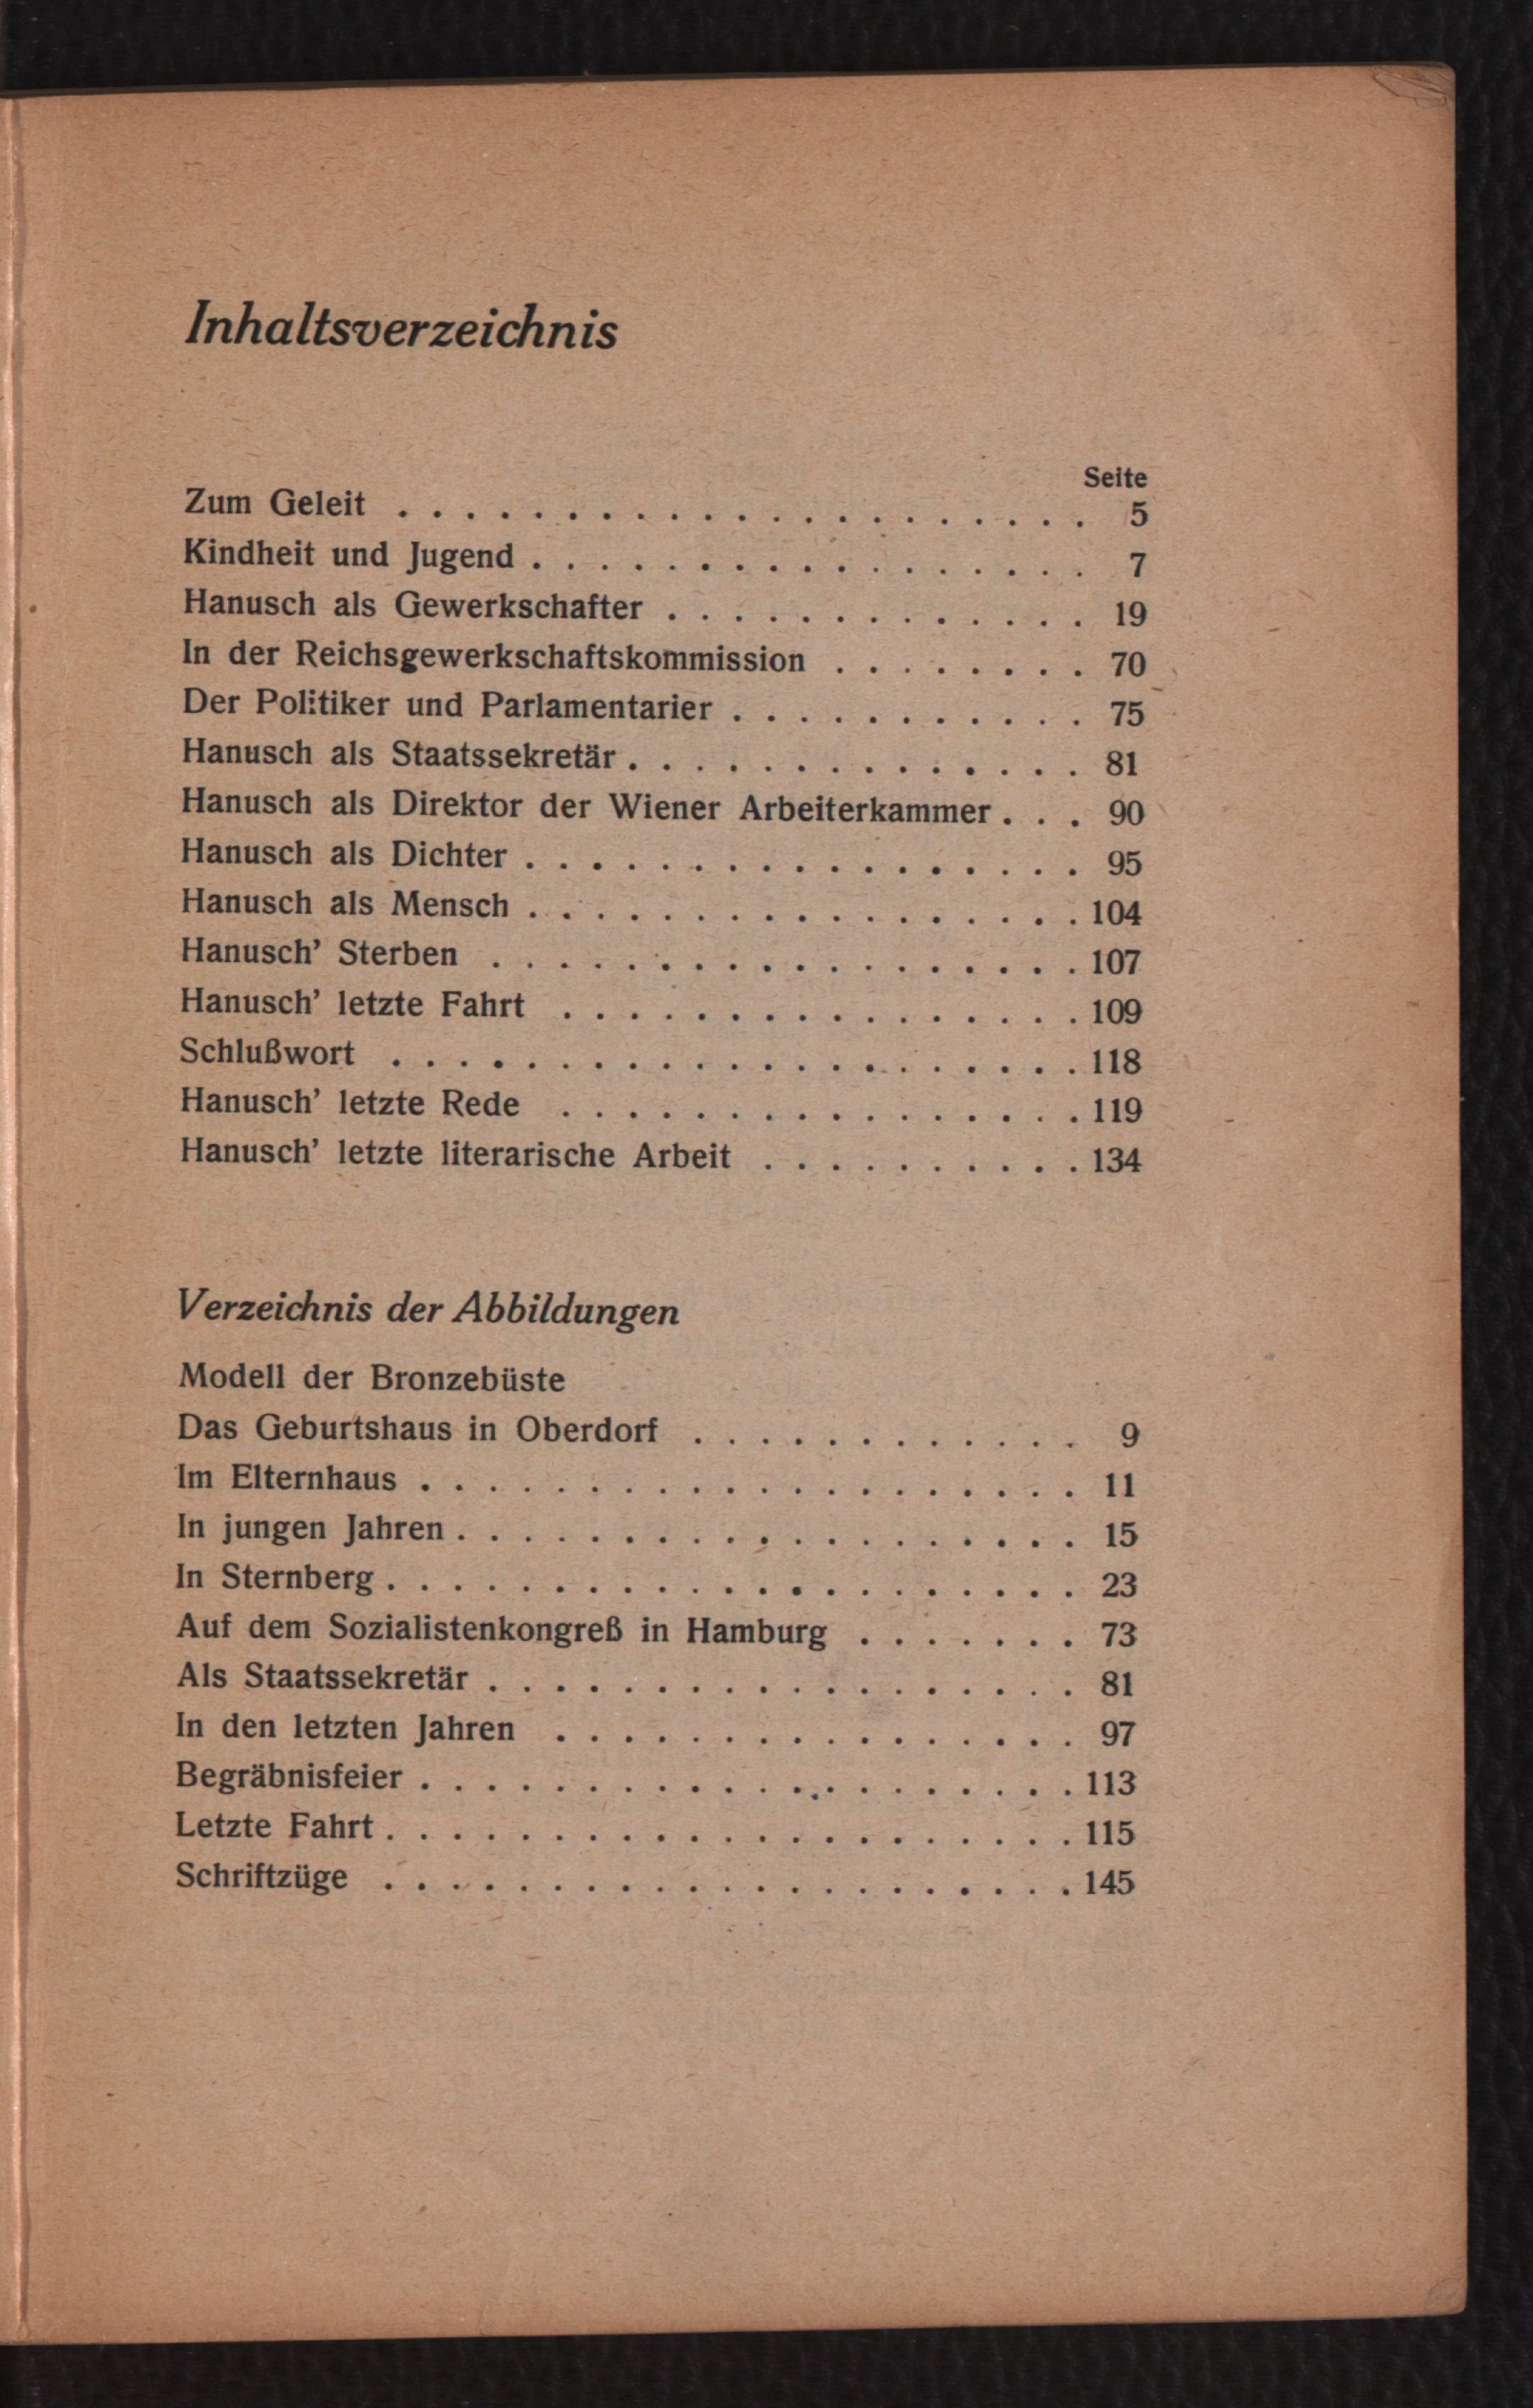 Inhaltsverzeichnis
Seite
Zum Geleit . . . . . . . . . . . . . . . . . . . . . 5
Kindheit und Jugend . . . . . . . . . . . . . . . . . 7
Hanusch als Gewerkschafter . . . . . . . . . . . . . 19
In der Reichsgewerkschaftskommission . . . . . . . . 70
Der Politiker und Parlamentarier . . . . . . . . . . . 75
Hanusch als Staatssekretär . . . . . . . . . . . . . . 81
Hanusch als Direktor der Wiener Arbeiterkammer . . . 90
Hanusch als Dichter . . . . . . . . . . . . . . . . . 95
Hanusch als Mensch . . . . . . . . . . . . . . . . . 104
Hanusch’ Sterben . . . . . . . . . . . . . . . . . . 107
Hanusch’ letzte Fahrt . . . . . . . . . . . . . . . . 109
Schlußwort . . . . . . . . . . . . . . . . . . . . . 118
Hanusch’ letzte Rede . . . . . . . . . . . . . . . . 119
Hanusch’ letzte literarische Arbeit . . . . . . . . . . 134
Verzeichnis der Abbildungen
Modell der Bronzebüste
Das Geburtshaus in Oberdorf . . . . . . . . . . . . 9
Im Elternhaus . . . . . . . . . . . . . . . . . . . . 11
In jungen Jahren . . . . . . . . . . . . . . . . . . . 15
In Sternberg . . . . . . . . . . . . . . . . . . . . . 23
Auf dem Sozialistenkongreß in Hamburg . . . . . . . 73
Als Staatssekretär . . . . . . . . . . . . . . . . . . 81
In den letzten Jahren . . . . . . . . . . . . . . . . 97
Begräbnisfeier . . . . . . . . . . . . . . . . . . . . 113
Letzte Fahrt . . . . . . . . . . . . . . . . . . . . . 115
Schriftzüge . . . . . . . . . . . . . . . . . . . . . 145